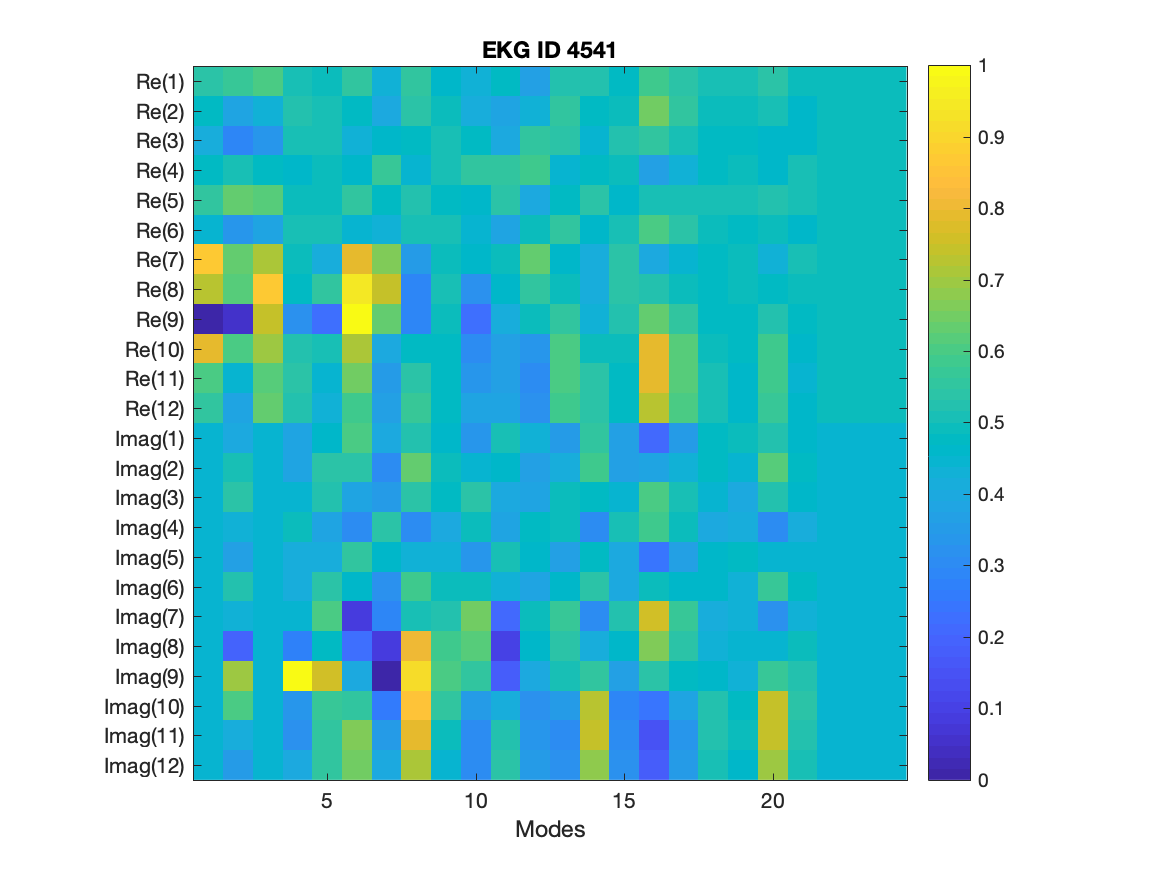 EKG ID 4541
Re(1)
Re(2)
Re(3)
Re(4)
Re(5)
Re(6)
Re(7)
Re(8)
Re(9)
Re(10)
Re(11)
Re(12)
Imag(1)
Imag(2)
Imag(3)
Imag(4)
Imag(5)
Imag(6)
Imag(7)
Imag(8)
Imag(9)
Imag(10)
Imag(11)
Imag(12)
5 10 15 20
Modes
1
0.9
0.8
0.7
0.6
0.5
0.4
0.3
0.2
0.1
0